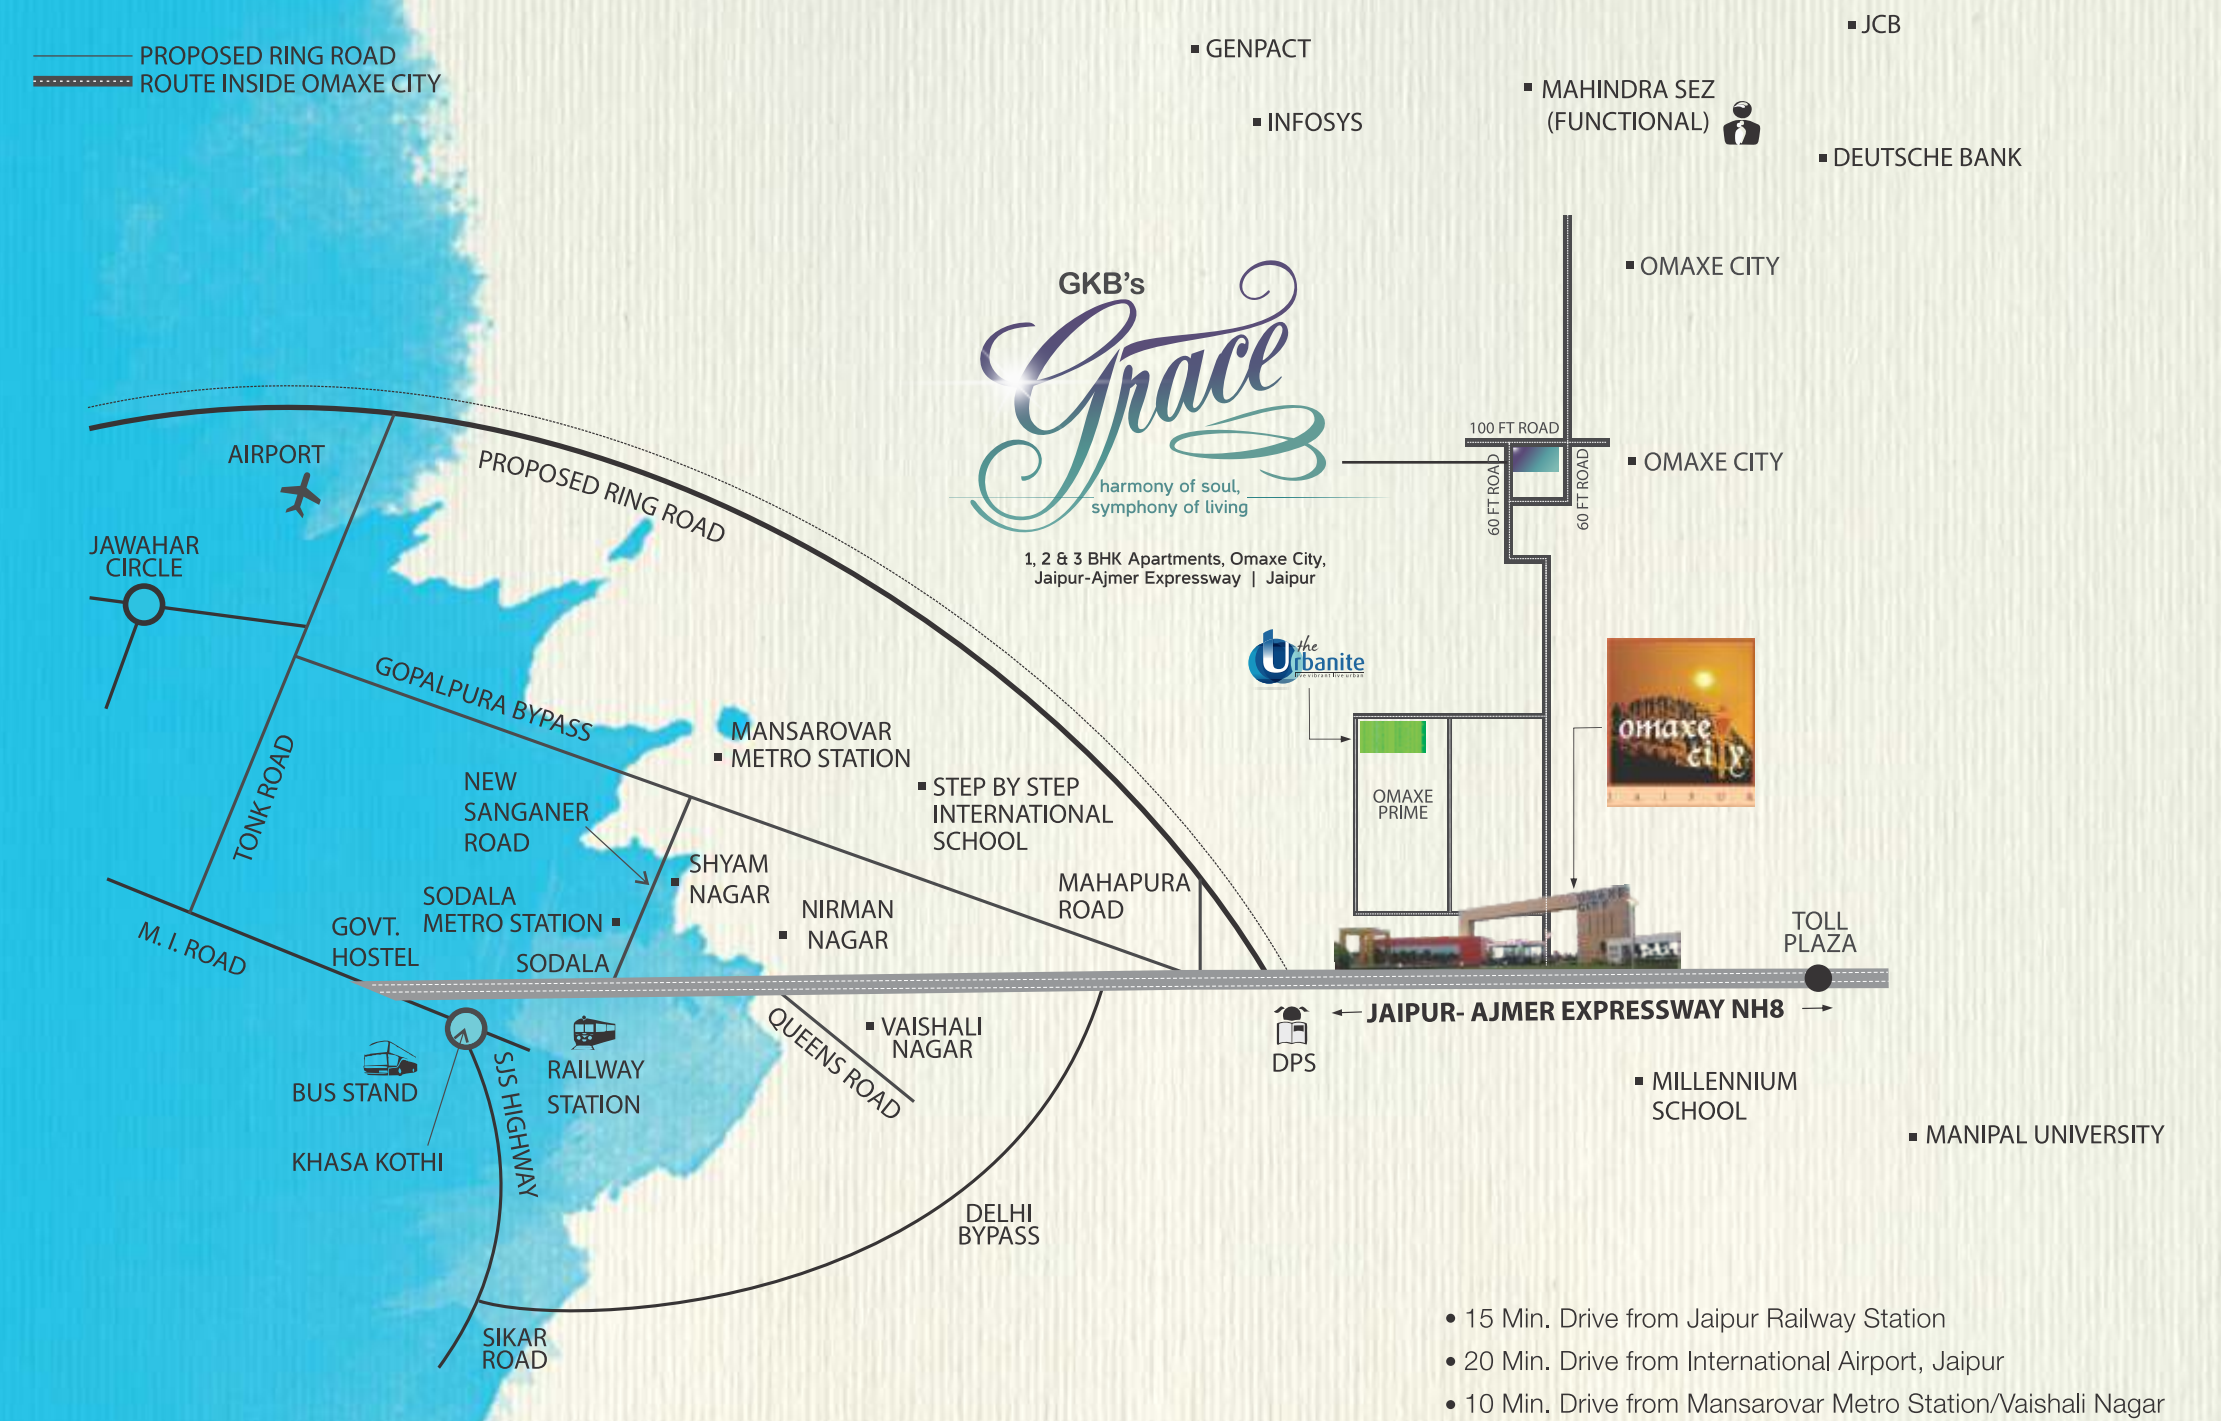 PROPOSED RING ROAD
ROUTE INSIDE OMAXE CITY
GENPACT
INFOSYS
MAHINDRA SEZ
(FUNCTIONAL)
JCB
DEUTSCHE BANK
OMAXE CITY
GKB's
Grace
harmony of soul,
symphony of living
1, 2 & 3 BHK Apartments, Omaxe City,
Jaipur-Ajmer Expressway | Jaipur
100 FT ROAD
60 FT ROAD
60 FT ROAD
OMAXE CITY
AIRPORT
PROPOSED RING ROAD
JAWAHAR
CIRCLE
GOPALPURA BYPASS
TONK ROAD
the
Urbanite
live vibrant live urban
omaxe
city
JAIPUR
OMAXE
PRIME
MANSAROVAR
METRO STATION
STEP BY STEP
INTERNATIONAL
SCHOOL
NEW
SANGANER
ROAD
SHYAM
NAGAR
SODALA
METRO STATION
NIRMAN
NAGAR
MAHAPURA
ROAD
OMAXE
CITY
TOLL
PLAZA
M. I. ROAD
GOVT.
HOSTEL
SODALA
JAIPUR- AJMER EXPRESSWAY NH8
DPS
QUEENS ROAD
VAISHALI
NAGAR
BUS STAND
RAILWAY
STATION
SJS HIGHWAY
KHASA KOTHI
MILLENNIUM
SCHOOL
MANIPAL UNIVERSITY
DELHI
BYPASS
SIKAR
ROAD
• 15 Min. Drive from Jaipur Railway Station
• 20 Min. Drive from International Airport, Jaipur
• 10 Min. Drive from Mansarovar Metro Station/Vaishali Nagar